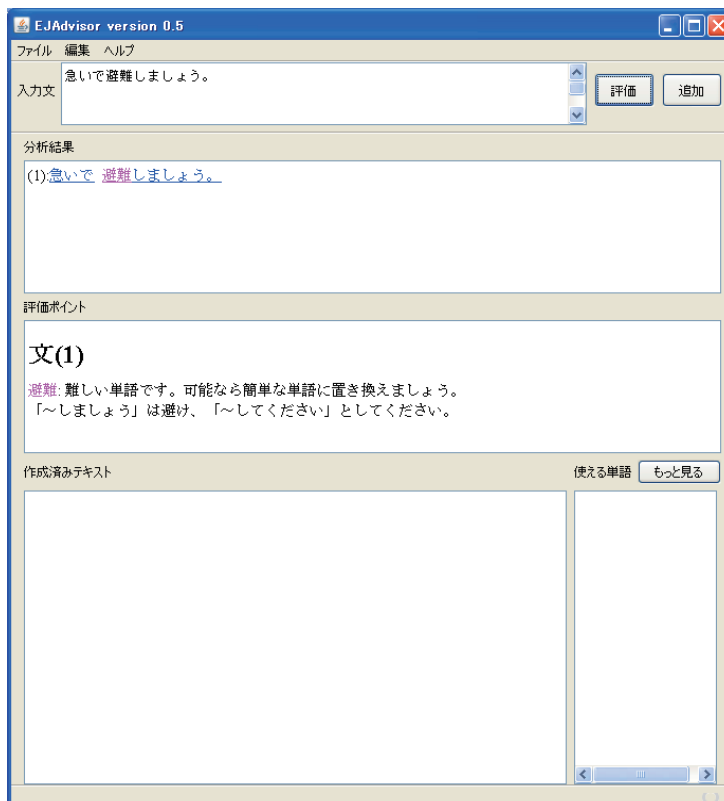 EJAdvisor version 0.5
ファイル 編集 ヘルプ
入力文
急いで避難しましょう。
評価 追加
分析結果
(1):急いで 避難しましょう。
評価ポイント
文(1)
避難: 難しい単語です。可能なら簡単な単語に置き換えましょう。
「～しましょう」は避け、「～してください」としてください。
作成済みテキスト
使える単語 もっと見る